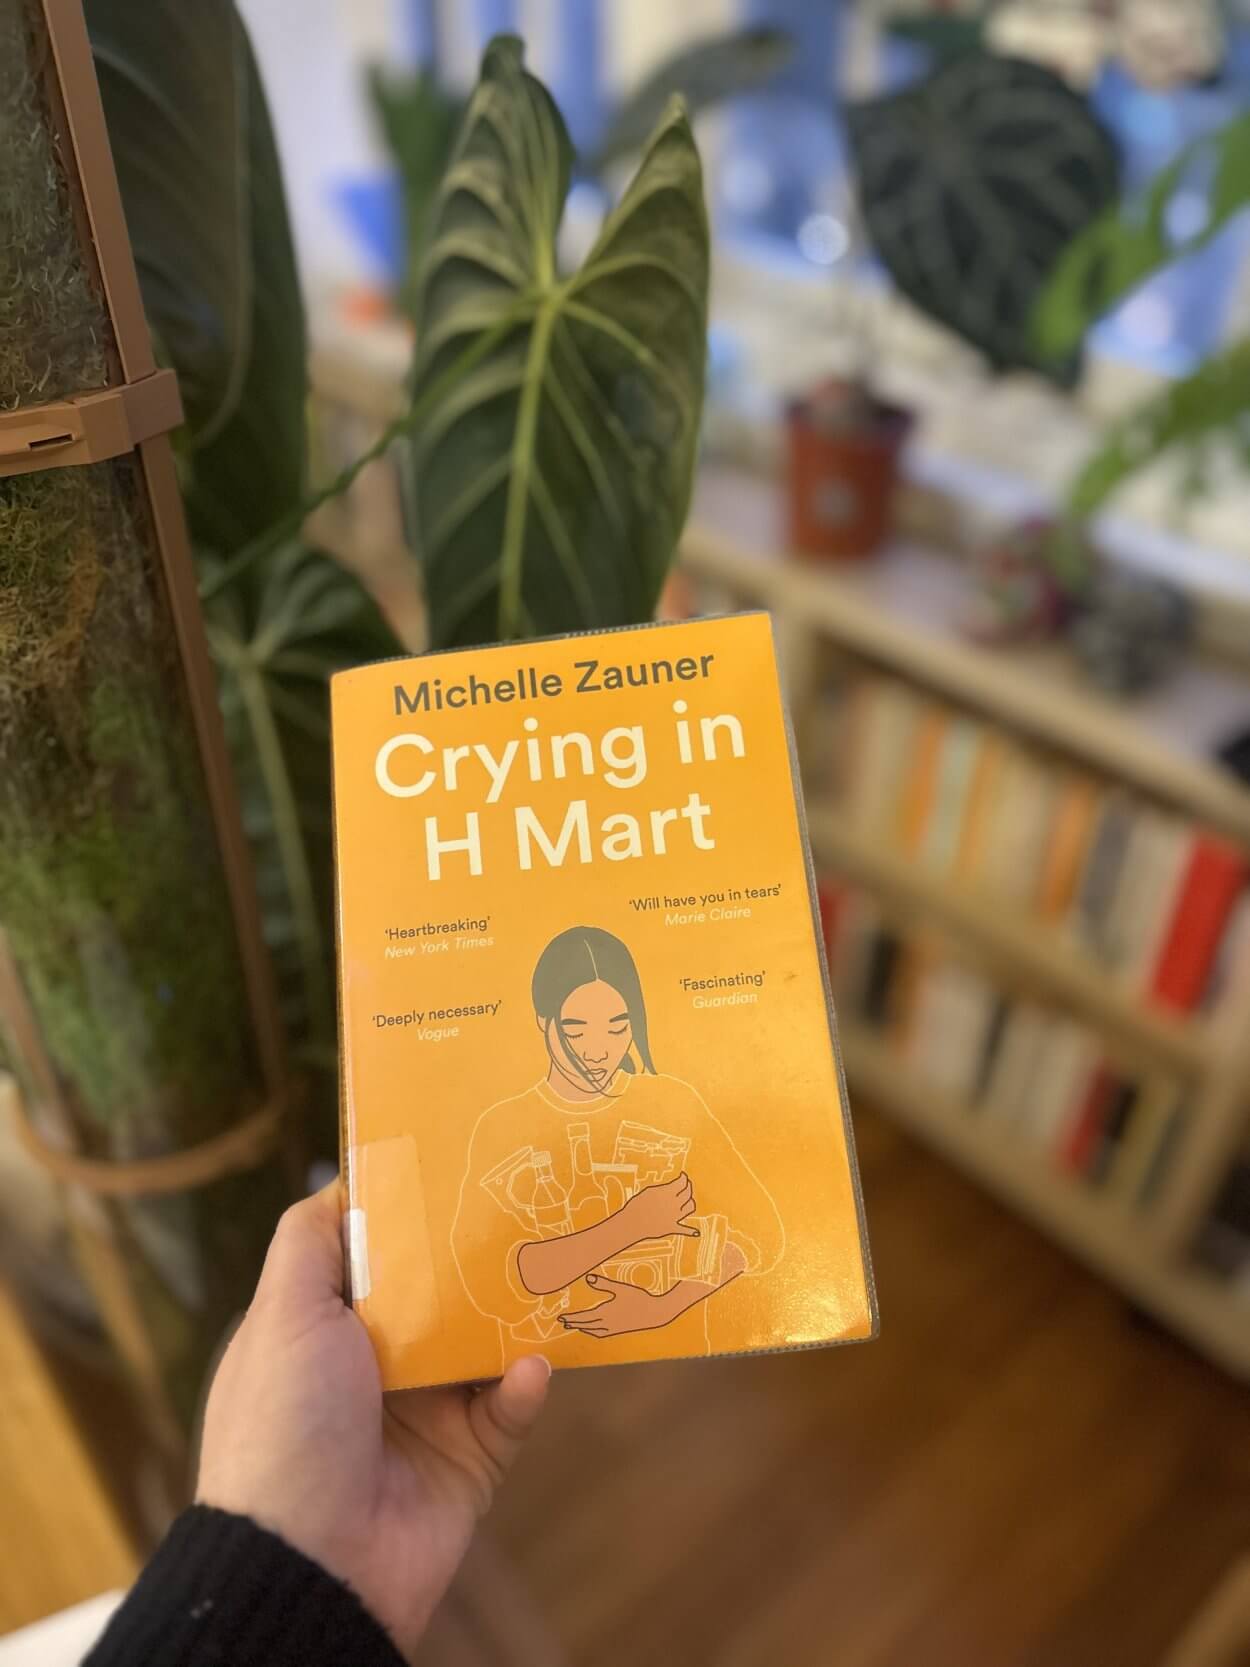 Michelle Zauner
Crying in
H Mart
'Heartbreaking'
New York Times
'Will have you in tears'
Marie Claire
'Deeply necessary'
Vogue
'Fascinating'
Guardian